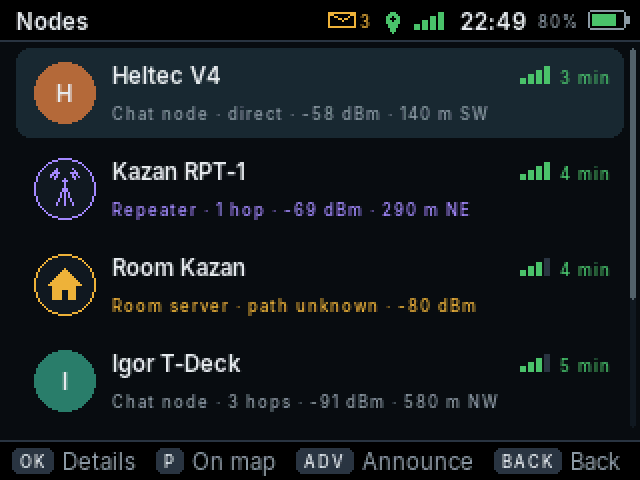 Nodes 3 22:49 80%
H Heltec V4 3 min
Chat node · direct · -58 dBm · 140 m SW
Kazan RPT-1 4 min
Repeater · 1 hop · -69 dBm · 290 m NE
Room Kazan 4 min
Room server · path unknown · -80 dBm
I Igor T-Deck 5 min
Chat node · 3 hops · -91 dBm · 580 m NW
OK Details P On map ADV Announce BACK Back